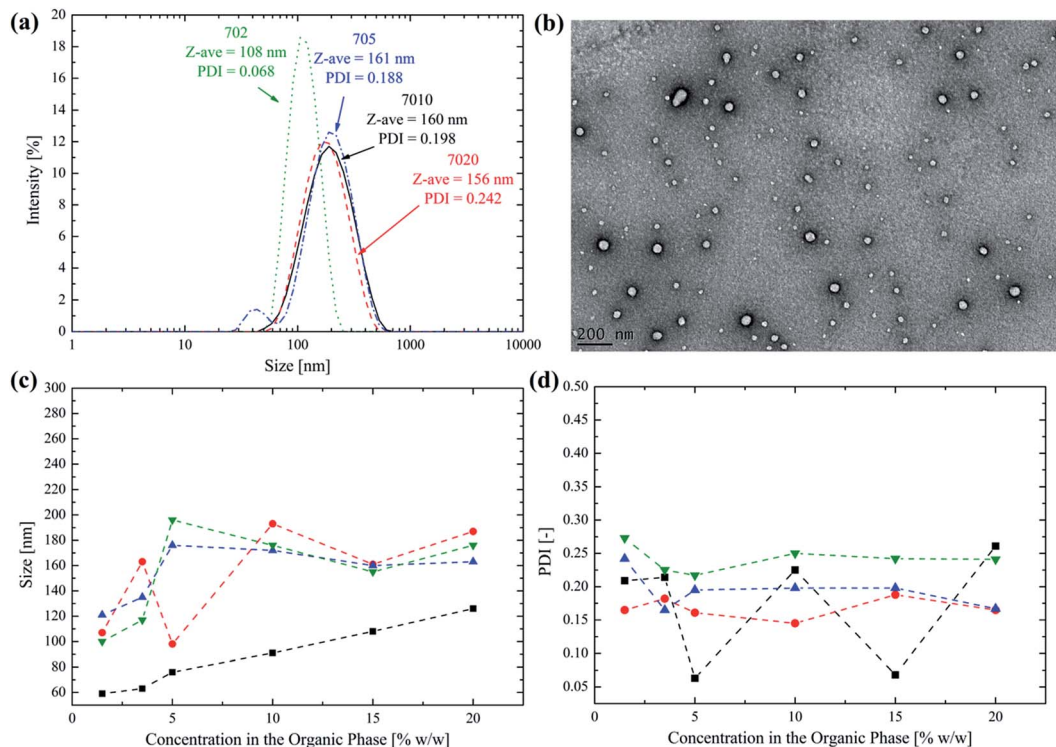 (a)
20
18
16
14
12
10
8
6
4
2
0
Intensity [%]
702
Z-ave = 108 nm
PDI = 0.068
705
Z-ave = 161 nm
PDI = 0.188
7010
Z-ave = 160 nm
PDI = 0.198
7020
Z-ave = 156 nm
PDI = 0.242
1 10 100 1000 10000
Size [nm]
(b)
200 nm
(c)
300
280
260
240
220
200
180
160
140
120
100
80
60
Size [nm]
0 5 10 15 20
Concentration in the Organic Phase [% w/w]
(d)
0.50
0.45
0.40
0.35
0.30
0.25
0.20
0.15
0.10
0.05
PDI [-]
0 5 10 15 20
Concentration in the Organic Phase [% w/w]